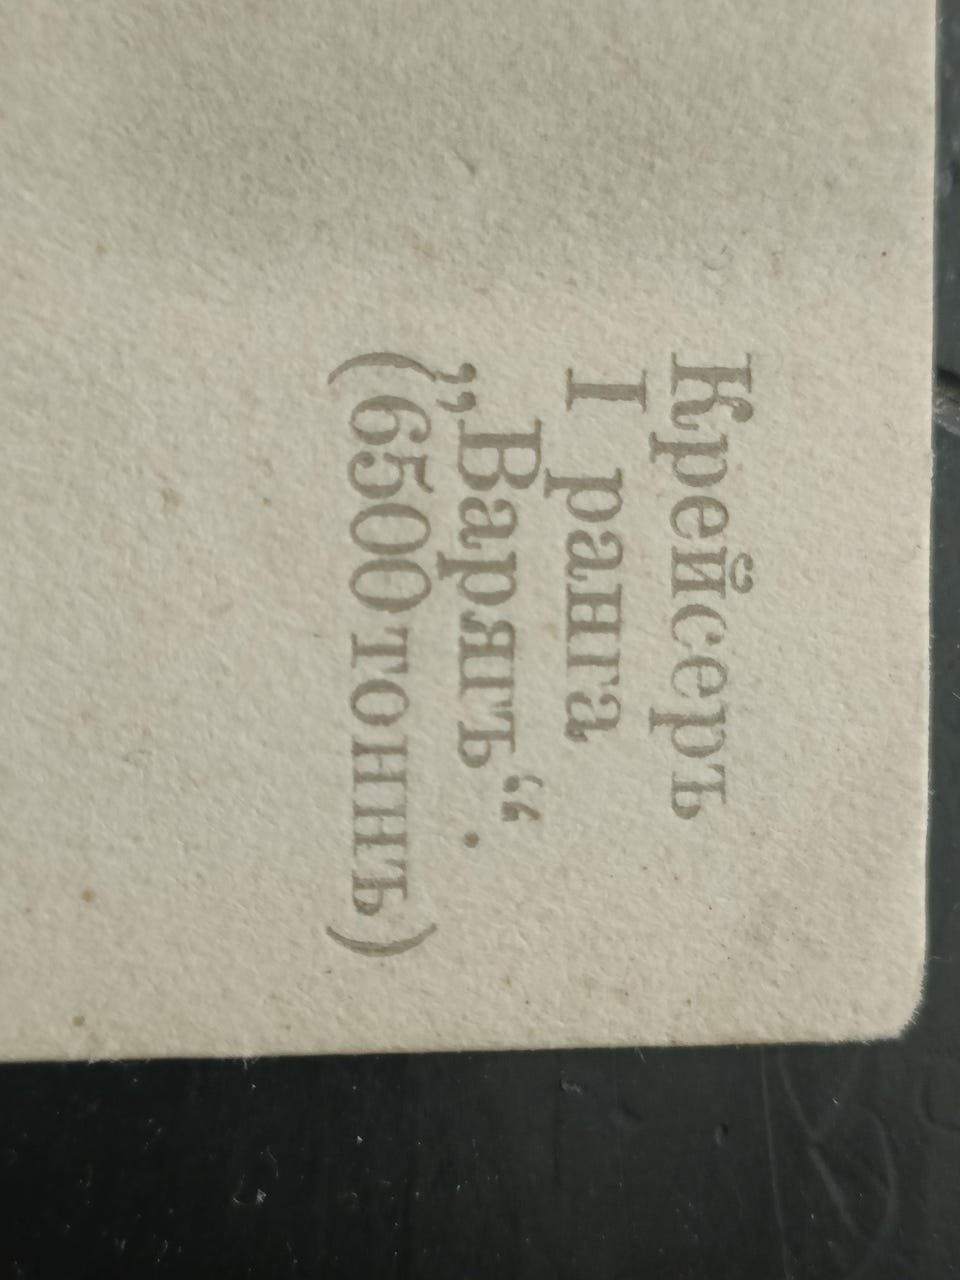 Крейсеръ
I ранга
„Варягъ“.
(6500 тоннъ)